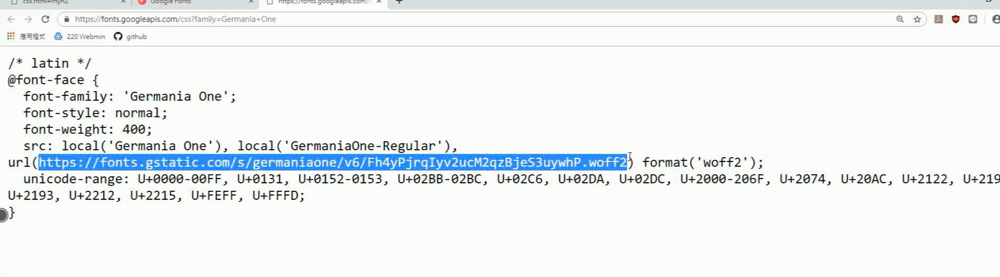 css.html=myh2
Google Fonts
https://fonts.googleapis.com/c
https://fonts.googleapis.com/css?family=Germania+One
應用程式
220 Webmin
github
/* latin */
@font-face {
font-family: 'Germania One';
font-style: normal;
font-weight: 400;
src: local('Germania One'), local('GermaniaOne-Regular'),
url(https://fonts.gstatic.com/s/germaniaone/v6/Fh4yPjrqIyv2ucM2qzBjeS3uywhP.woff2) format('woff2');
unicode-range: U+0000-00FF, U+0131, U+0152-0153, U+02BB-02BC, U+02C6, U+02DA, U+02DC, U+2000-206F, U+2074, U+20AC, U+2122, U+219
U+2193, U+2212, U+2215, U+FEFF, U+FFFD;
}